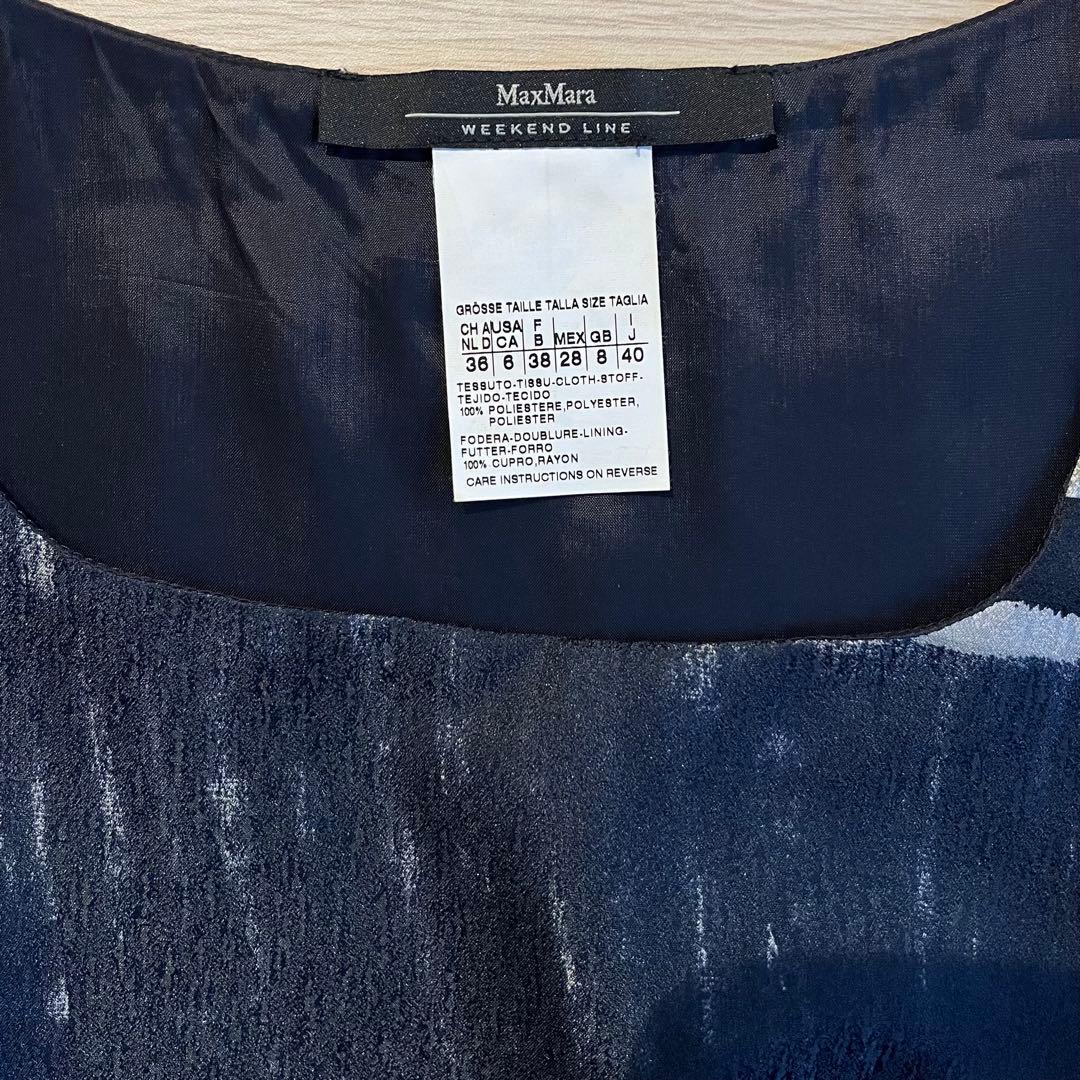 MaxMara
WEEKEND LINE
GRÖSSE TAILLE TALLA SIZE TAGLIA
CH A USA F MEX GB I
NL D CA B J
36 6 38 28 8 40
TESSUTO-TISSU-CLOTH-STOFF-
TEJIDO-TECIDO
100% POLIESTERE,POLYESTER,
POLIESTER
FODERA-DOUBLURE-LINING-
FUTTER-FORRO
100% CUPRO,RAYON
CARE INSTRUCTIONS ON REVERSE